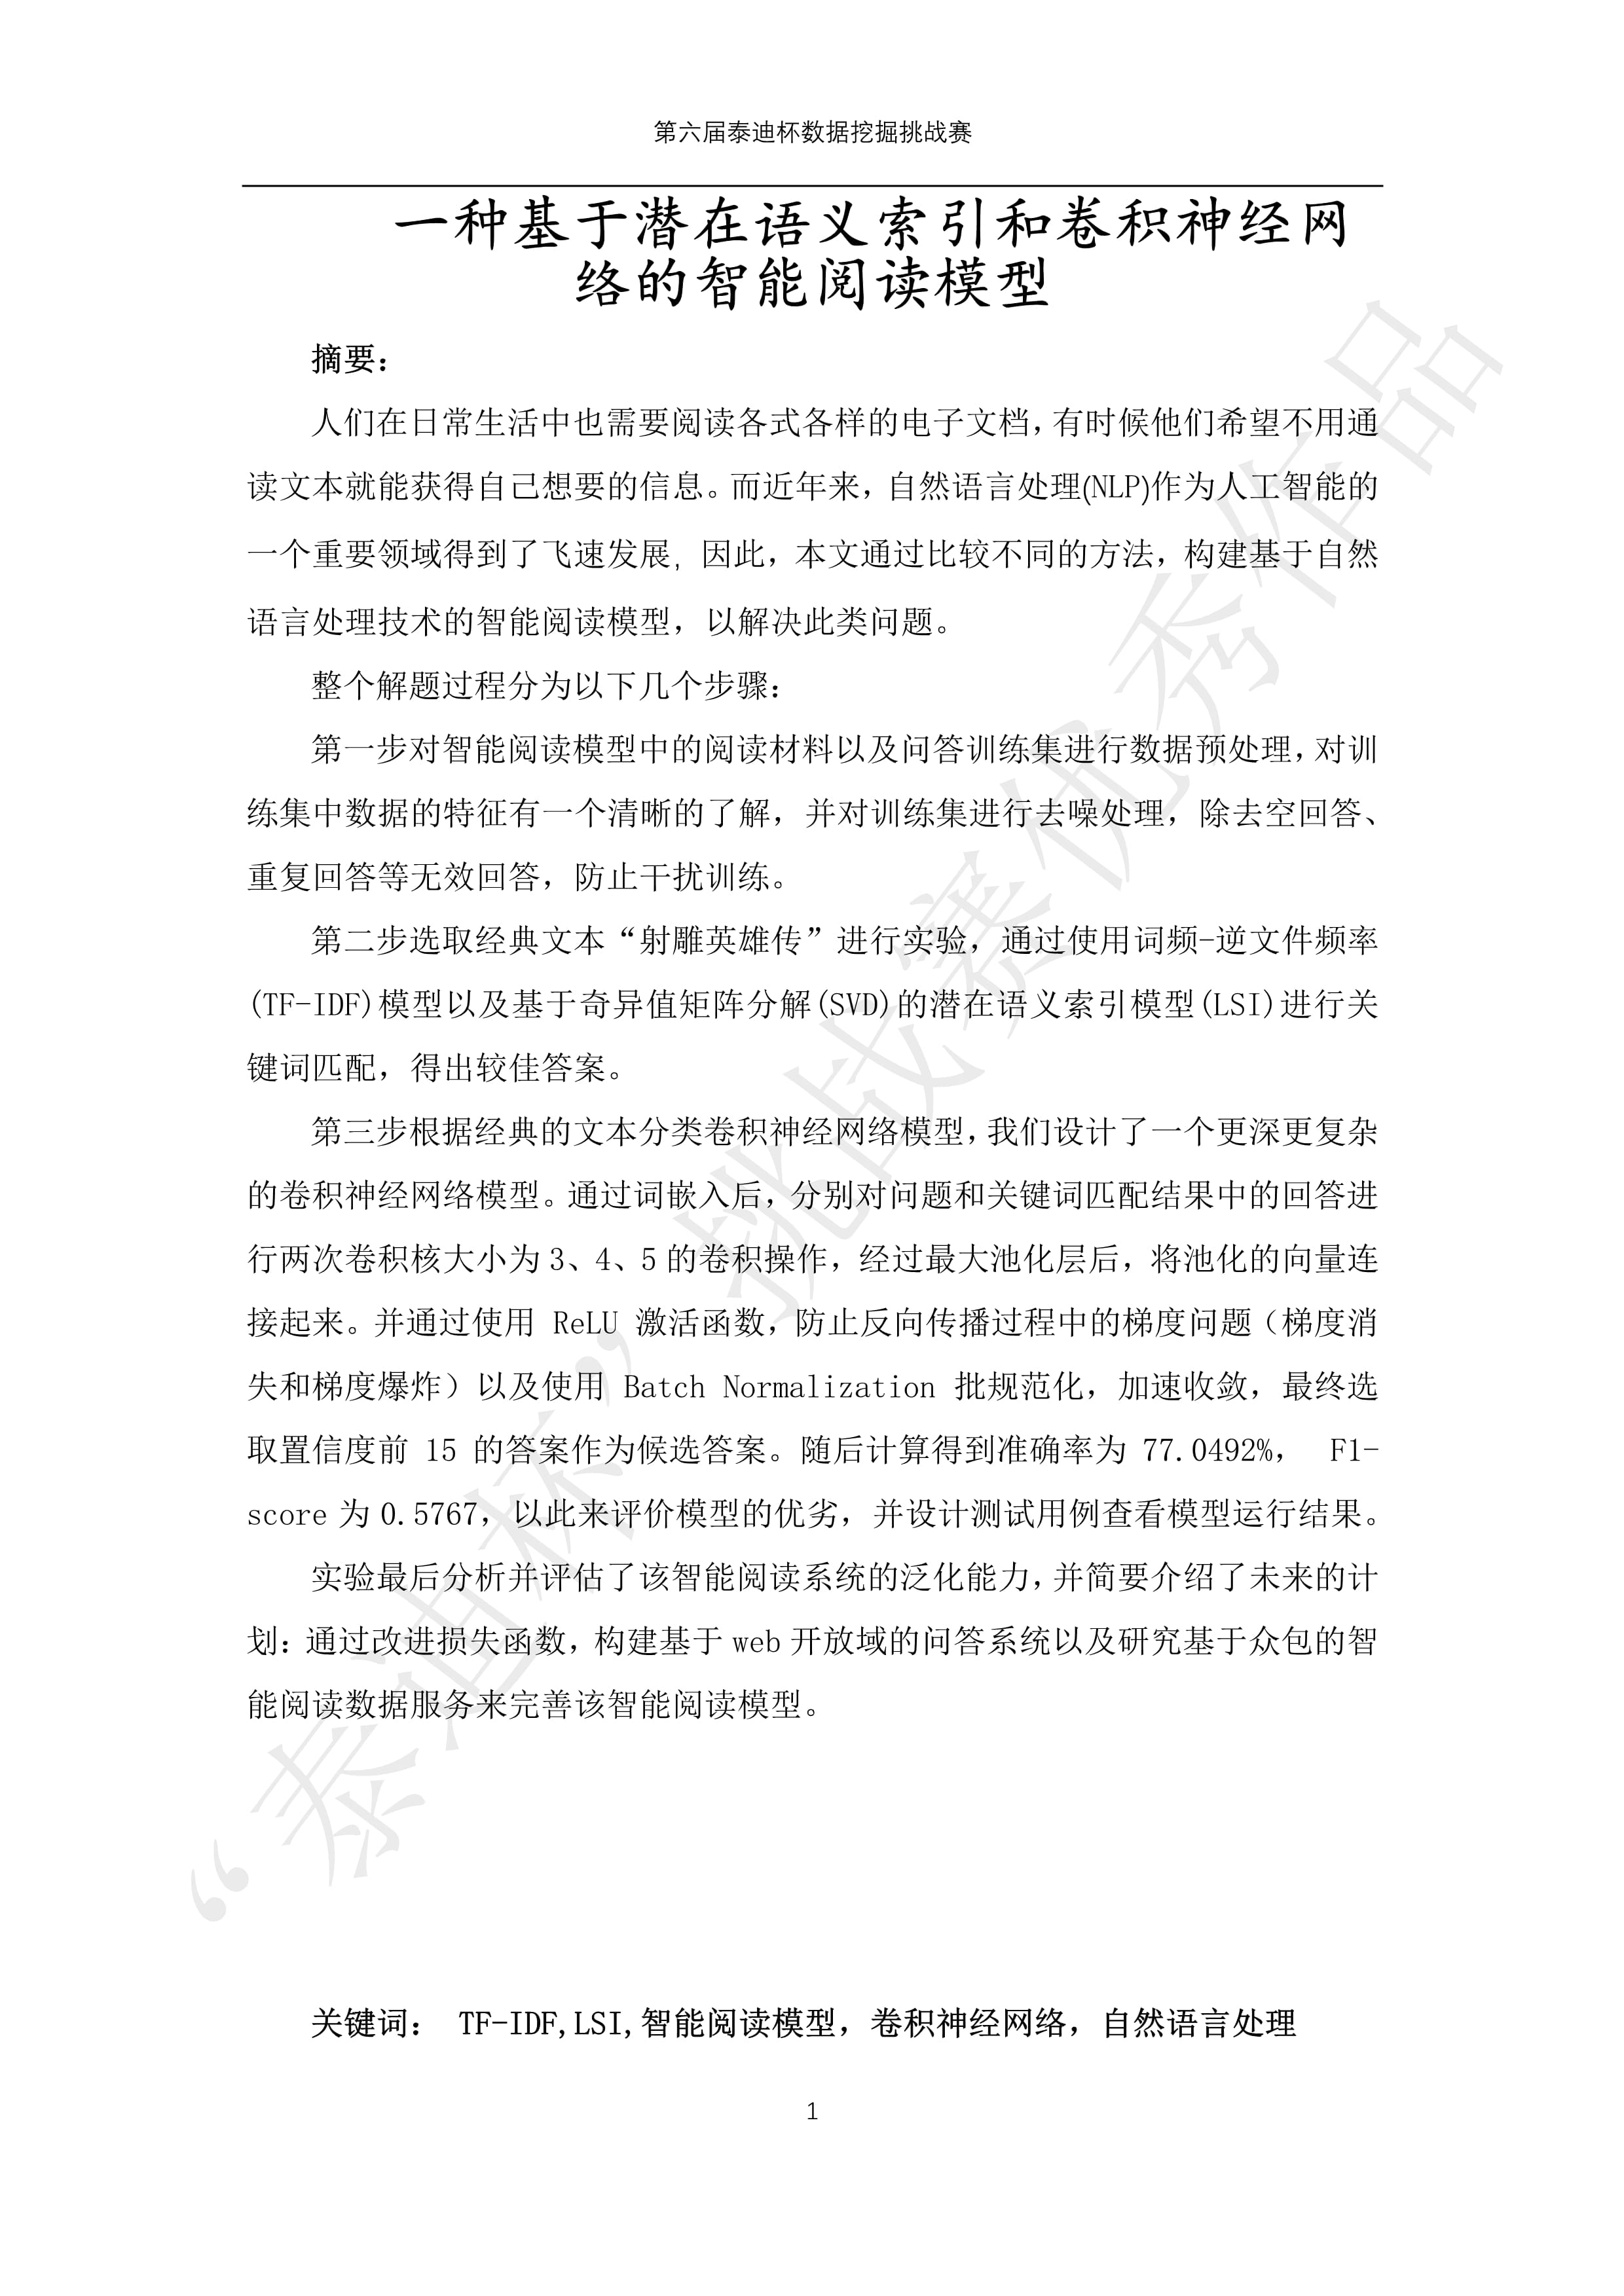 第六届泰迪杯数据挖掘挑战赛
一种基于潜在语义索引和卷积神经网
络的智能阅读模型
摘要：
人们在日常生活中也需要阅读各式各样的电子文档，有时候他们希望不用通
读文本就能获得自己想要的信息。而近年来，自然语言处理(NLP)作为人工智能的
一个重要领域得到了飞速发展，因此，本文通过比较不同的方法，构建基于自然
语言处理技术的智能阅读模型，以解决此类问题。
整个解题过程分为以下几个步骤：
第一步对智能阅读模型中的阅读材料以及问答训练集进行数据预处理，对训
练集中数据的特征有一个清晰的了解，并对训练集进行去噪处理，除去空回答、
重复回答等无效回答，防止干扰训练。
第二步选取经典文本“射雕英雄传”进行实验，通过使用词频-逆文件频率
(TF-IDF)模型以及基于奇异值矩阵分解(SVD)的潜在语义索引模型(LSI)进行关
键词匹配，得出较佳答案。
第三步根据经典的文本分类卷积神经网络模型，我们设计了一个更深更复杂
的卷积神经网络模型。通过词嵌入后，分别对问题和关键词匹配结果中的回答进
行两次卷积核大小为 3、4、5 的卷积操作，经过最大池化层后，将池化的向量连
接起来。并通过使用 ReLU 激活函数，防止反向传播过程中的梯度问题（梯度消
失和梯度爆炸）以及使用 Batch Normalization 批规范化，加速收敛，最终选
取置信度前 15 的答案作为候选答案。随后计算得到准确率为 77.0492%， F1-
score 为 0.5767，以此来评价模型的优劣，并设计测试用例查看模型运行结果。
实验最后分析并评估了该智能阅读系统的泛化能力，并简要介绍了未来的计
划：通过改进损失函数，构建基于 web 开放域的问答系统以及研究基于众包的智
能阅读数据服务来完善该智能阅读模型。
关键词： TF-IDF,LSI,智能阅读模型，卷积神经网络，自然语言处理
1
“泰迪杯”挑战赛优秀作品